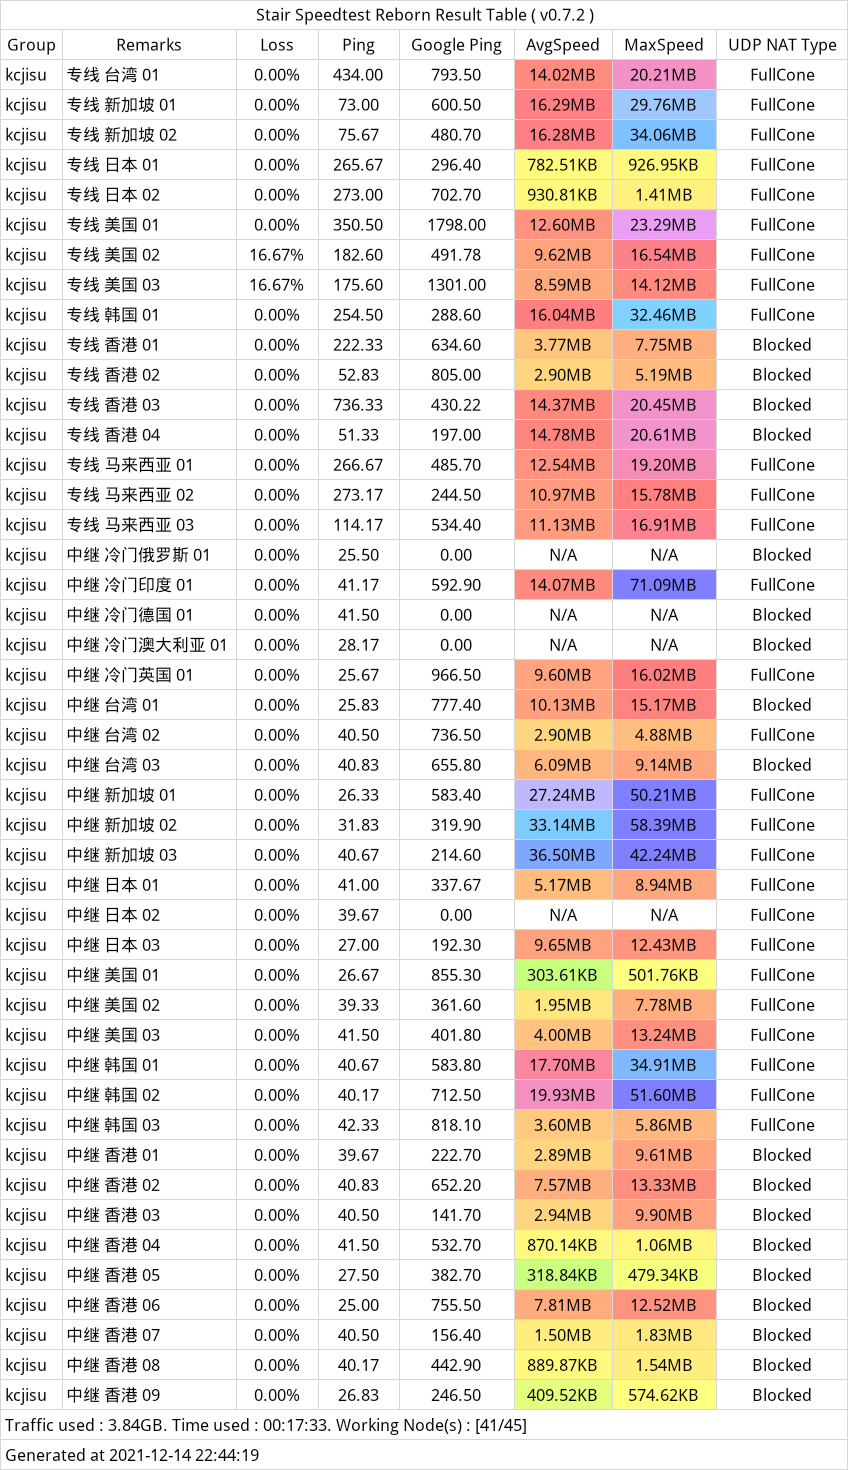 Stair Speedtest Reborn Result Table ( v0.7.2 )
Group Remarks Loss Ping Google Ping AvgSpeed MaxSpeed UDP NAT Type
kcjisu 专线 台湾 01 0.00% 434.00 793.50 14.02MB 20.21MB FullCone
kcjisu 专线 新加坡 01 0.00% 73.00 600.50 16.29MB 29.76MB FullCone
kcjisu 专线 新加坡 02 0.00% 75.67 480.70 16.28MB 34.06MB FullCone
kcjisu 专线 日本 01 0.00% 265.67 296.40 782.51KB 926.95KB FullCone
kcjisu 专线 日本 02 0.00% 273.00 702.70 930.81KB 1.41MB FullCone
kcjisu 专线 美国 01 0.00% 350.50 1798.00 12.60MB 23.29MB FullCone
kcjisu 专线 美国 02 16.67% 182.60 491.78 9.62MB 16.54MB FullCone
kcjisu 专线 美国 03 16.67% 175.60 1301.00 8.59MB 14.12MB FullCone
kcjisu 专线 韩国 01 0.00% 254.50 288.60 16.04MB 32.46MB FullCone
kcjisu 专线 香港 01 0.00% 222.33 634.60 3.77MB 7.75MB Blocked
kcjisu 专线 香港 02 0.00% 52.83 805.00 2.90MB 5.19MB Blocked
kcjisu 专线 香港 03 0.00% 736.33 430.22 14.37MB 20.45MB Blocked
kcjisu 专线 香港 04 0.00% 51.33 197.00 14.78MB 20.61MB Blocked
kcjisu 专线 马来西亚 01 0.00% 266.67 485.70 12.54MB 19.20MB FullCone
kcjisu 专线 马来西亚 02 0.00% 273.17 244.50 10.97MB 15.78MB FullCone
kcjisu 专线 马来西亚 03 0.00% 114.17 534.40 11.13MB 16.91MB FullCone
kcjisu 中继 冷门俄罗斯 01 0.00% 25.50 0.00 N/A N/A Blocked
kcjisu 中继 冷门印度 01 0.00% 41.17 592.90 14.07MB 71.09MB FullCone
kcjisu 中继 冷门德国 01 0.00% 41.50 0.00 N/A N/A Blocked
kcjisu 中继 冷门澳大利亚 01 0.00% 28.17 0.00 N/A N/A Blocked
kcjisu 中继 冷门英国 01 0.00% 25.67 966.50 9.60MB 16.02MB FullCone
kcjisu 中继 台湾 01 0.00% 25.83 777.40 10.13MB 15.17MB Blocked
kcjisu 中继 台湾 02 0.00% 40.50 736.50 2.90MB 4.88MB FullCone
kcjisu 中继 台湾 03 0.00% 40.83 655.80 6.09MB 9.14MB Blocked
kcjisu 中继 新加坡 01 0.00% 26.33 583.40 27.24MB 50.21MB FullCone
kcjisu 中继 新加坡 02 0.00% 31.83 319.90 33.14MB 58.39MB FullCone
kcjisu 中继 新加坡 03 0.00% 40.67 214.60 36.50MB 42.24MB FullCone
kcjisu 中继 日本 01 0.00% 41.00 337.67 5.17MB 8.94MB FullCone
kcjisu 中继 日本 02 0.00% 39.67 0.00 N/A N/A FullCone
kcjisu 中继 日本 03 0.00% 27.00 192.30 9.65MB 12.43MB FullCone
kcjisu 中继 美国 01 0.00% 26.67 855.30 303.61KB 501.76KB FullCone
kcjisu 中继 美国 02 0.00% 39.33 361.60 1.95MB 7.78MB FullCone
kcjisu 中继 美国 03 0.00% 41.50 401.80 4.00MB 13.24MB FullCone
kcjisu 中继 韩国 01 0.00% 40.67 583.80 17.70MB 34.91MB FullCone
kcjisu 中继 韩国 02 0.00% 40.17 712.50 19.93MB 51.60MB FullCone
kcjisu 中继 韩国 03 0.00% 42.33 818.10 3.60MB 5.86MB FullCone
kcjisu 中继 香港 01 0.00% 39.67 222.70 2.89MB 9.61MB Blocked
kcjisu 中继 香港 02 0.00% 40.83 652.20 7.57MB 13.33MB Blocked
kcjisu 中继 香港 03 0.00% 40.50 141.70 2.94MB 9.90MB Blocked
kcjisu 中继 香港 04 0.00% 41.50 532.70 870.14KB 1.06MB Blocked
kcjisu 中继 香港 05 0.00% 27.50 382.70 318.84KB 479.34KB Blocked
kcjisu 中继 香港 06 0.00% 25.00 755.50 7.81MB 12.52MB Blocked
kcjisu 中继 香港 07 0.00% 40.50 156.40 1.50MB 1.83MB Blocked
kcjisu 中继 香港 08 0.00% 40.17 442.90 889.87KB 1.54MB Blocked
kcjisu 中继 香港 09 0.00% 26.83 246.50 409.52KB 574.62KB Blocked
Traffic used : 3.84GB. Time used : 00:17:33. Working Node(s) : [41/45]
Generated at 2021-12-14 22:44:19